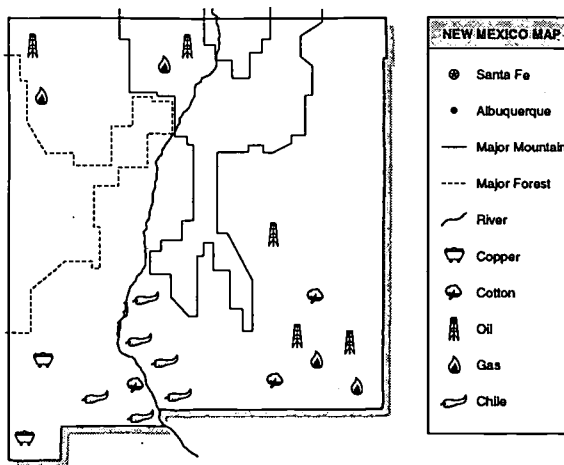 NEW MEXICO MAP
Santa Fe
Albuquerque
Major Mountain
Major Forest
River
Copper
Cotton
Oil
Gas
Chile